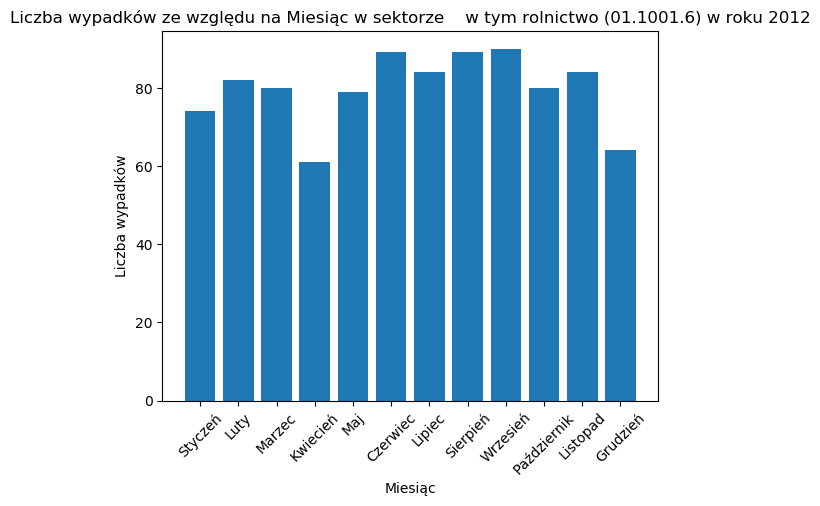 Liczba wypadków ze względu na Miesiąc w sektorze    w tym rolnictwo (01.1001.6) w roku 2012
Liczba wypadków
80
60
40
20
0
Styczeń
Luty
Marzec
Kwiecień
Maj
Czerwiec
Lipiec
Sierpień
Wrzesień
Październik
Listopad
Grudzień
Miesiąc